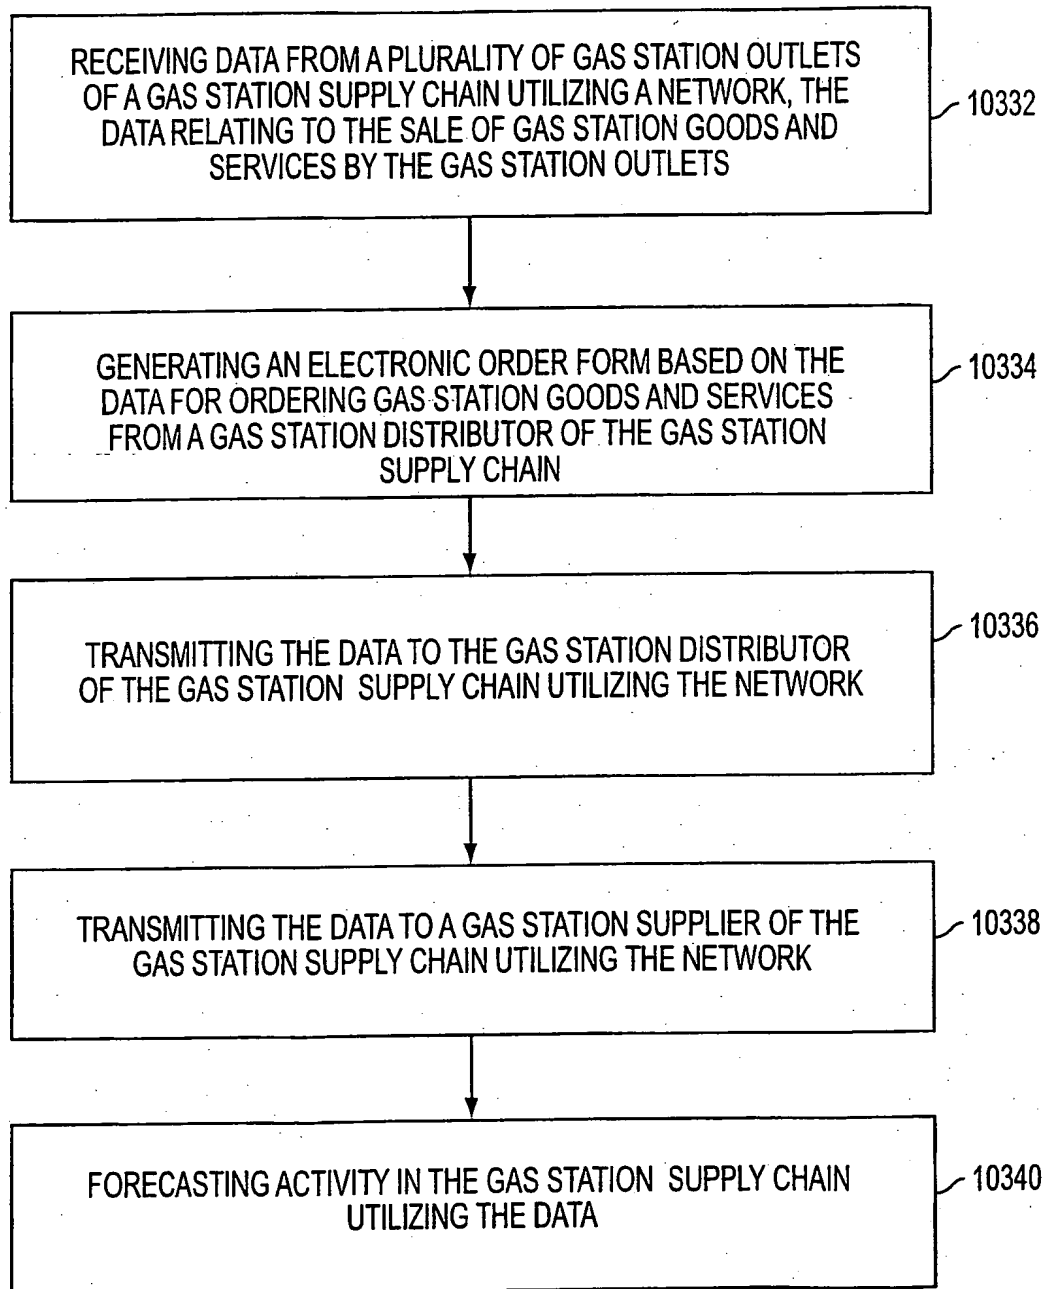 RECEIVING DATA FROM A PLURALITY OF GAS STATION OUTLETS
OF A GAS STATION SUPPLY CHAIN UTILIZING A NETWORK, THE
DATA RELATING TO THE SALE OF GAS STATION GOODS AND
SERVICES BY THE GAS STATION OUTLETS
10332
GENERATING AN ELECTRONIC ORDER FORM BASED ON THE
DATA FOR ORDERING GAS STATION GOODS AND SERVICES
FROM A GAS STATION DISTRIBUTOR OF THE GAS STATION
SUPPLY CHAIN
10334
TRANSMITTING THE DATA TO THE GAS STATION DISTRIBUTOR
OF THE GAS STATION SUPPLY CHAIN UTILIZING THE NETWORK
10336
TRANSMITTING THE DATA TO A GAS STATION SUPPLIER OF THE
GAS STATION SUPPLY CHAIN UTILIZING THE NETWORK
10338
FORECASTING ACTIVITY IN THE GAS STATION SUPPLY CHAIN
UTILIZING THE DATA
10340